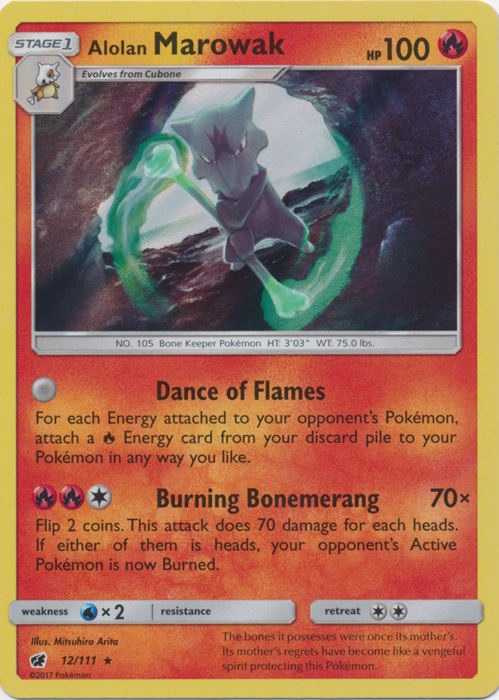 STAGE 1
Alolan Marowak HP 100
Evolves from Cubone
NO. 105 Bone Keeper Pokémon HT: 3'03" WT: 75.0 lbs.
Dance of Flames
For each Energy attached to your opponent's Pokémon,
attach a Energy card from your discard pile to your
Pokémon in any way you like.
Burning Bonemerang 70×
Flip 2 coins. This attack does 70 damage for each heads.
If either of them is heads, your opponent's Active
Pokémon is now Burned.
weakness × 2 resistance retreat
Illus. Mitsuhiro Arita
12/111 ★
©2017 Pokémon
The bones it possesses were once its mother's.
Its mother's regrets have become like a vengeful
spirit protecting this Pokémon.